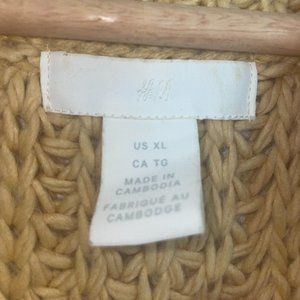 H&M
US XL
CA TG
MADE IN
CAMBODIA
FABRIQUÉ AU
CAMBODGE